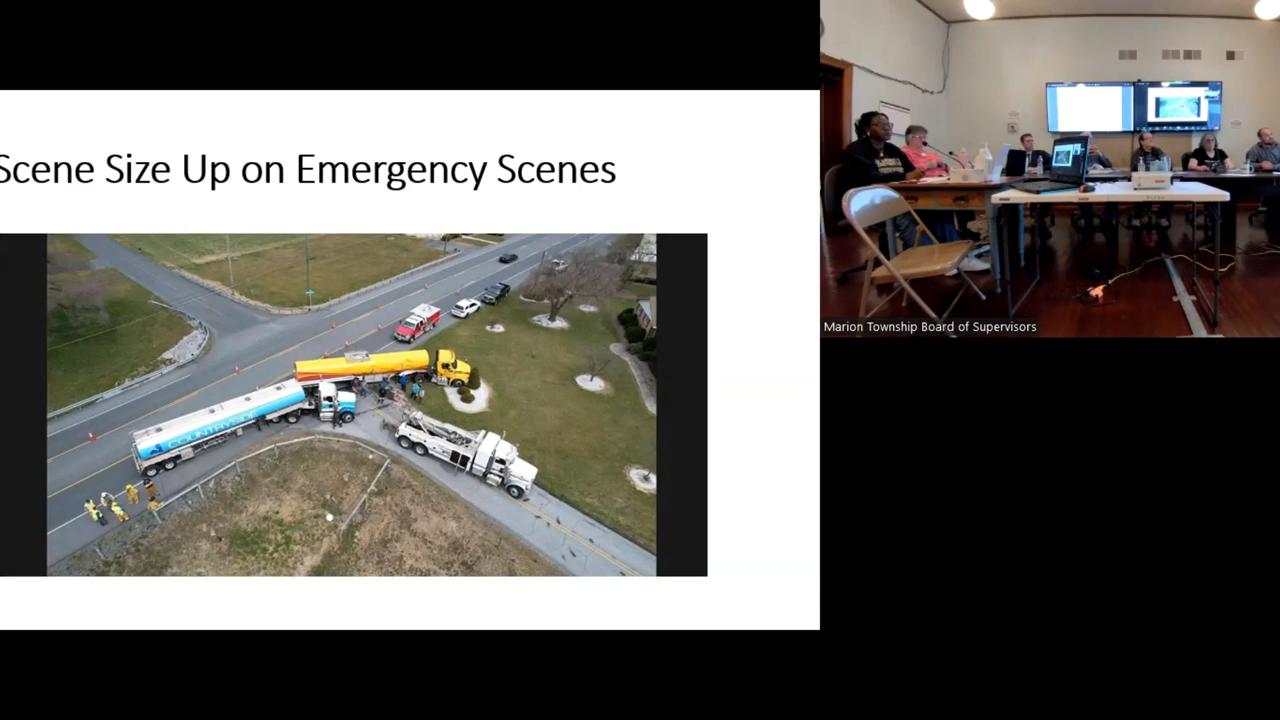 Scene Size Up on Emergency Scenes
COUNTRYSIDE
Marion Township Board of Supervisors